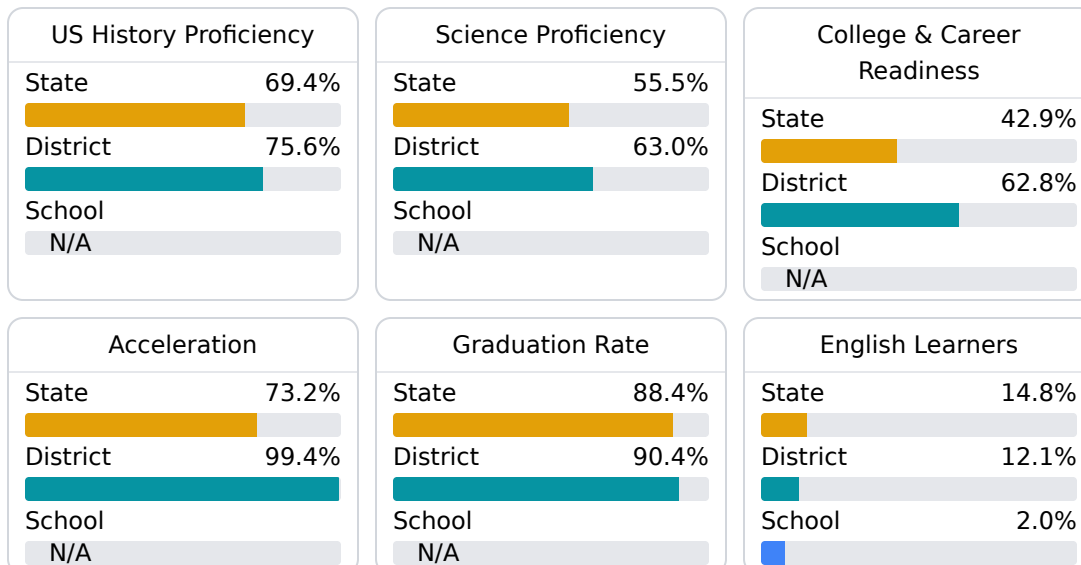 US History Proficiency
State 69.4%
District 75.6%
School
N/A
Science Proficiency
State 55.5%
District 63.0%
School
N/A
College & Career
Readiness
State 42.9%
District 62.8%
School
N/A
Acceleration
State 73.2%
District 99.4%
School
N/A
Graduation Rate
State 88.4%
District 90.4%
School
N/A
English Learners
State 14.8%
District 12.1%
School 2.0%